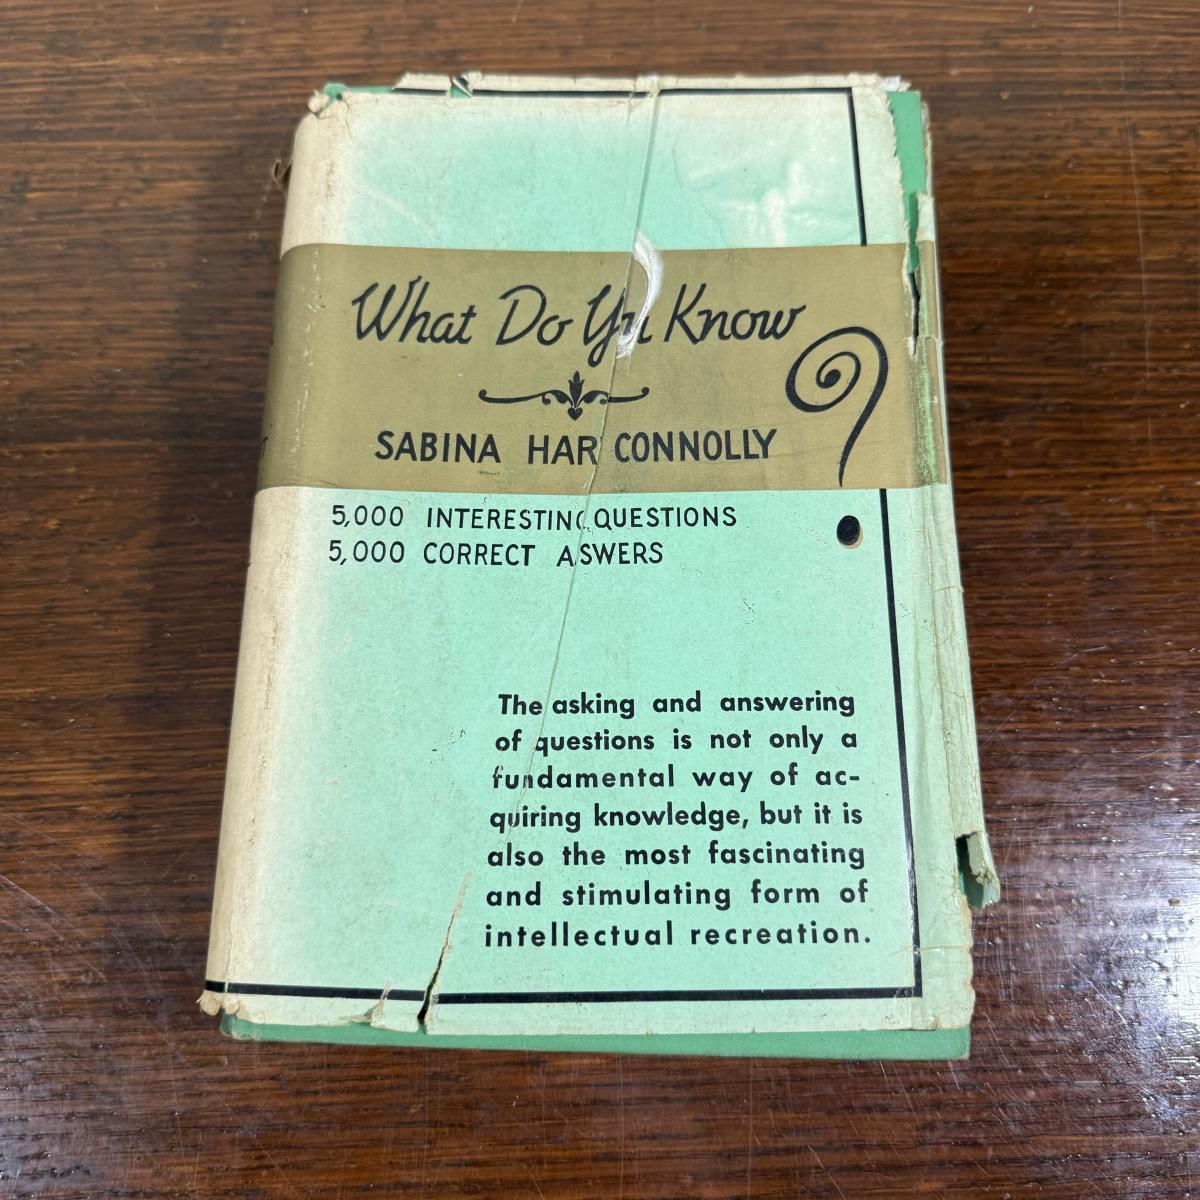 What Do Yu Know ?
SABINA HAR CONNOLLY
5,000 INTERESTING QUESTIONS
5,000 CORRECT ASWERS
The asking and answering
of questions is not only a
fundamental way of ac-
quiring knowledge, but it is
also the most fascinating
and stimulating form of
intellectual recreation.